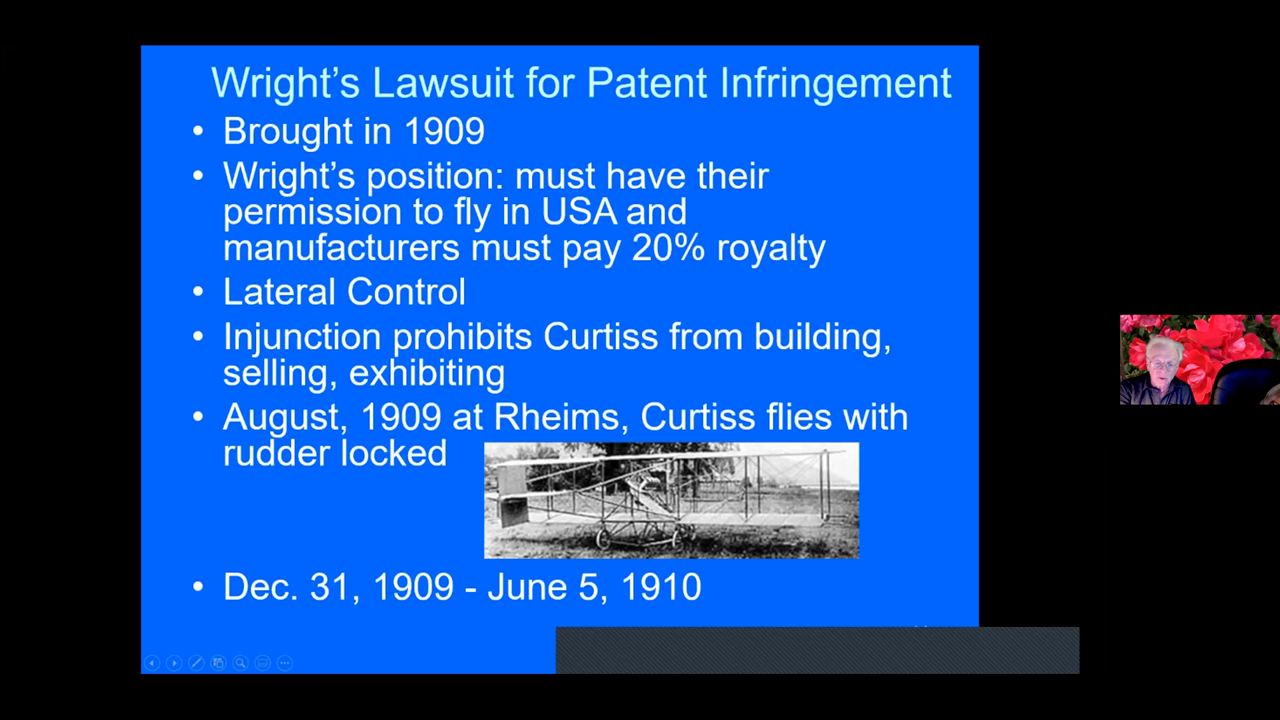 Wright’s Lawsuit for Patent Infringement
• Brought in 1909
• Wright’s position: must have their
permission to fly in USA and
manufacturers must pay 20% royalty
• Lateral Control
• Injunction prohibits Curtiss from building,
selling, exhibiting
• August, 1909 at Rheims, Curtiss flies with
rudder locked
• Dec. 31, 1909 - June 5, 1910